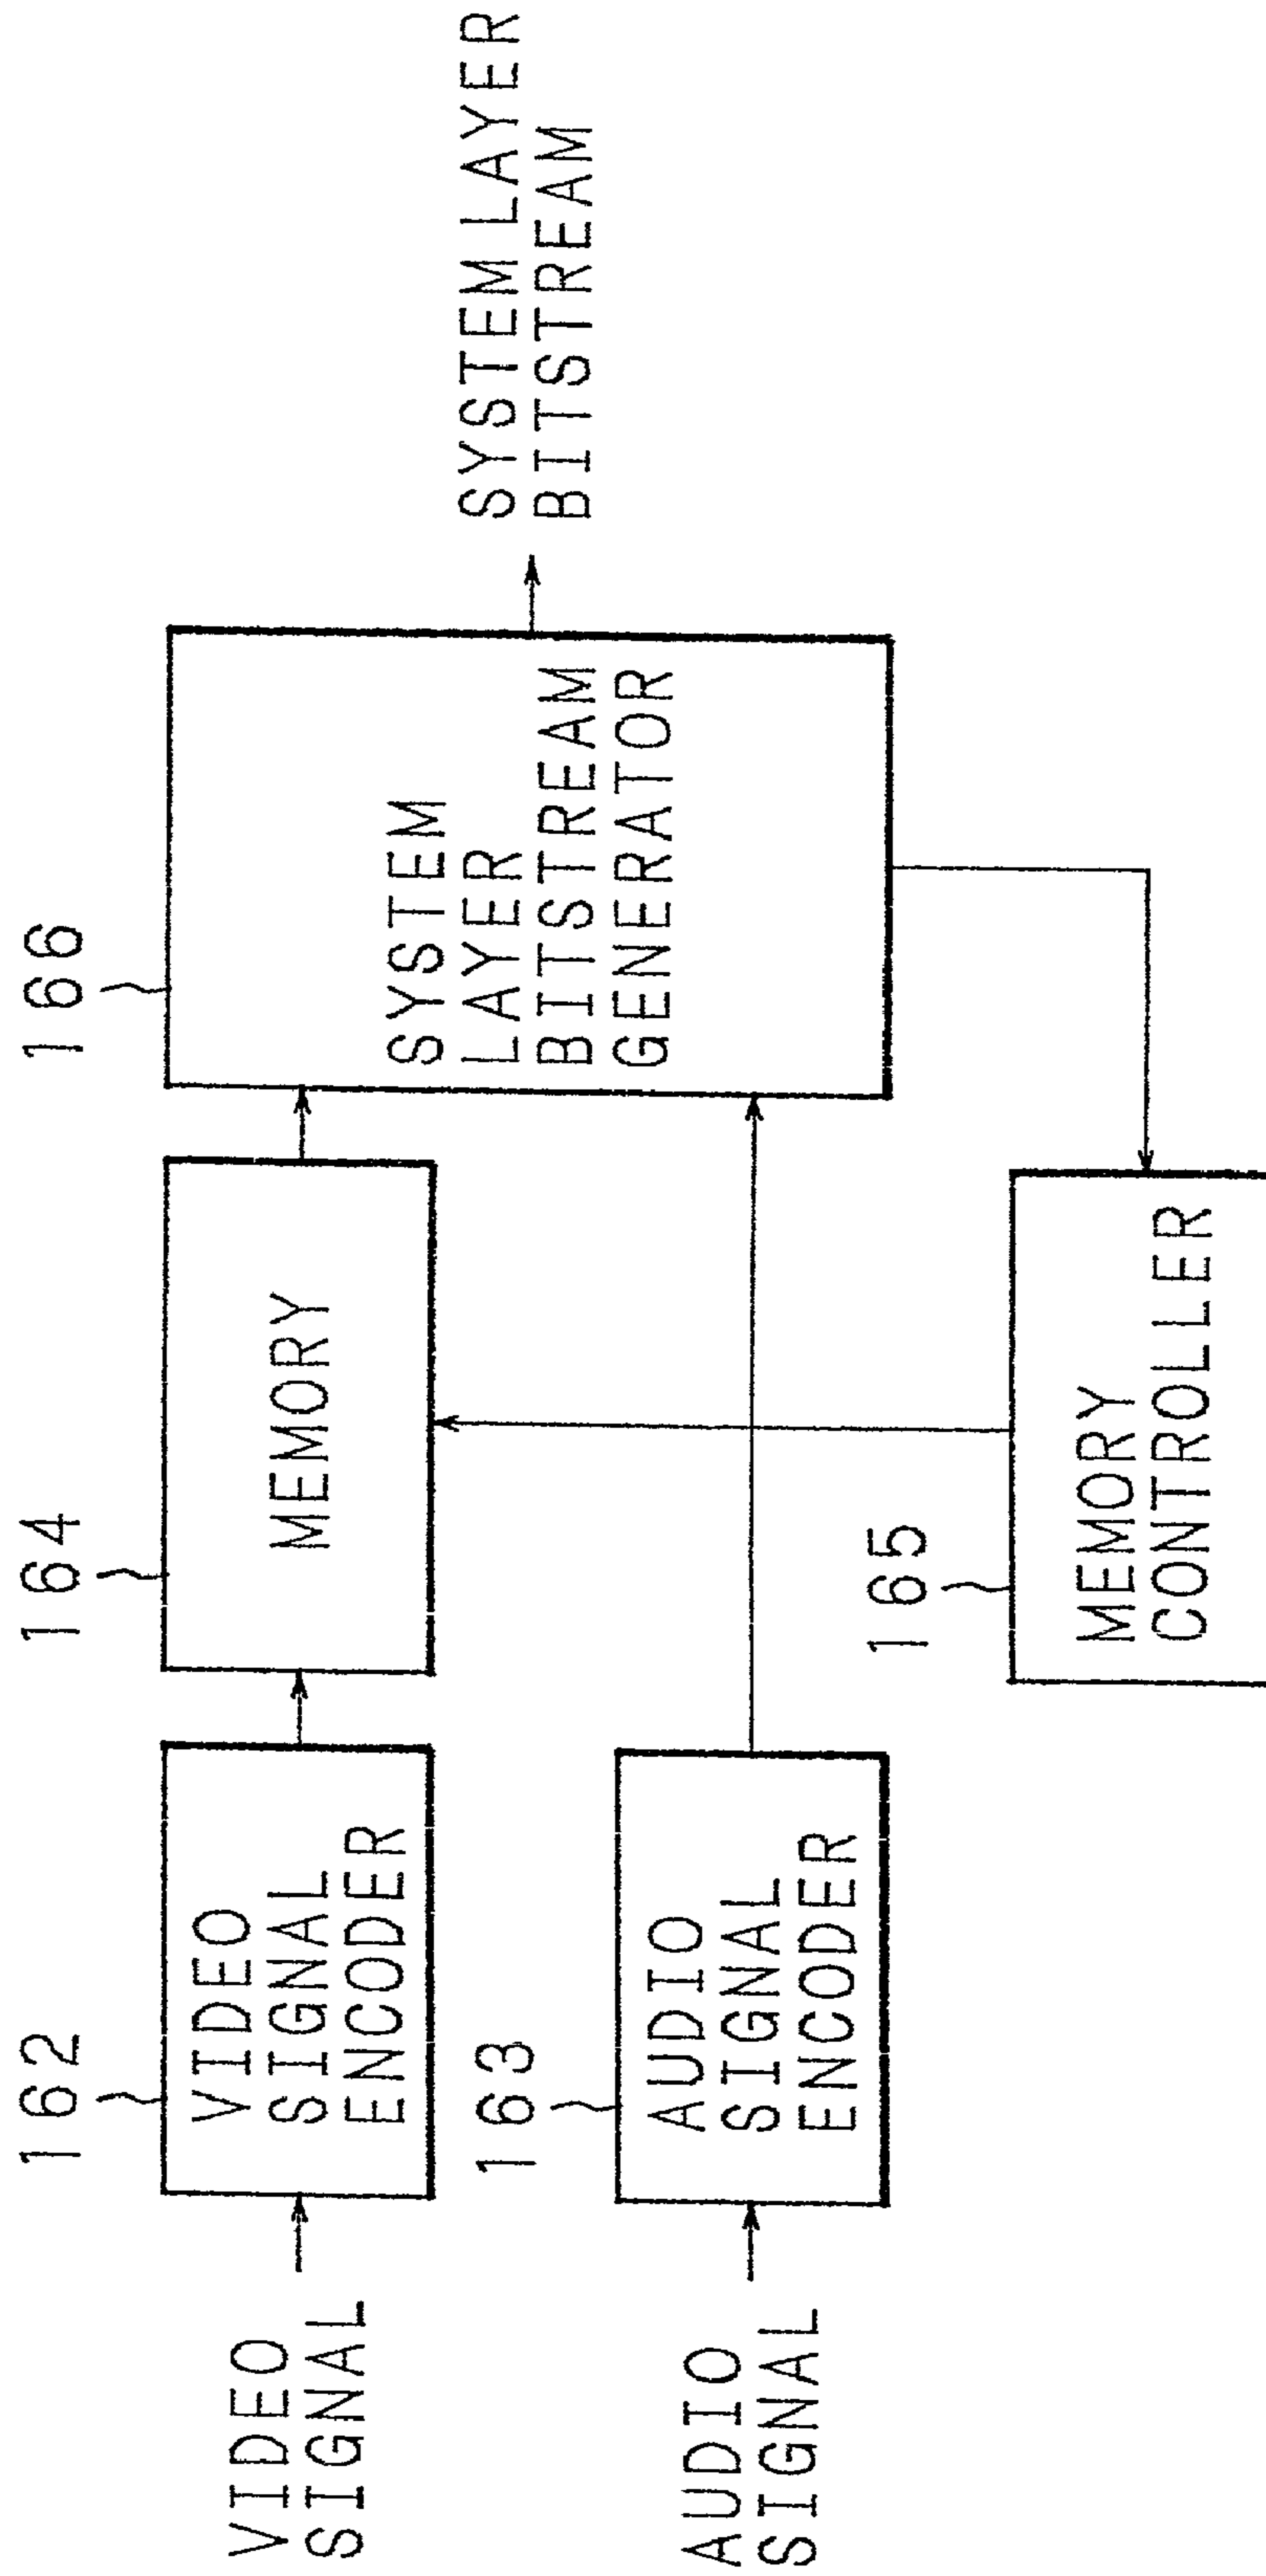 VIDEO
SIGNAL
162
VIDEO
SIGNAL
ENCODER
164
MEMORY
166
SYSTEM
LAYER
BITSTREAM
GENERATOR
SYSTEM LAYER
BITSTREAM
AUDIO
SIGNAL
163
AUDIO
SIGNAL
ENCODER
165
MEMORY
CONTROLLER